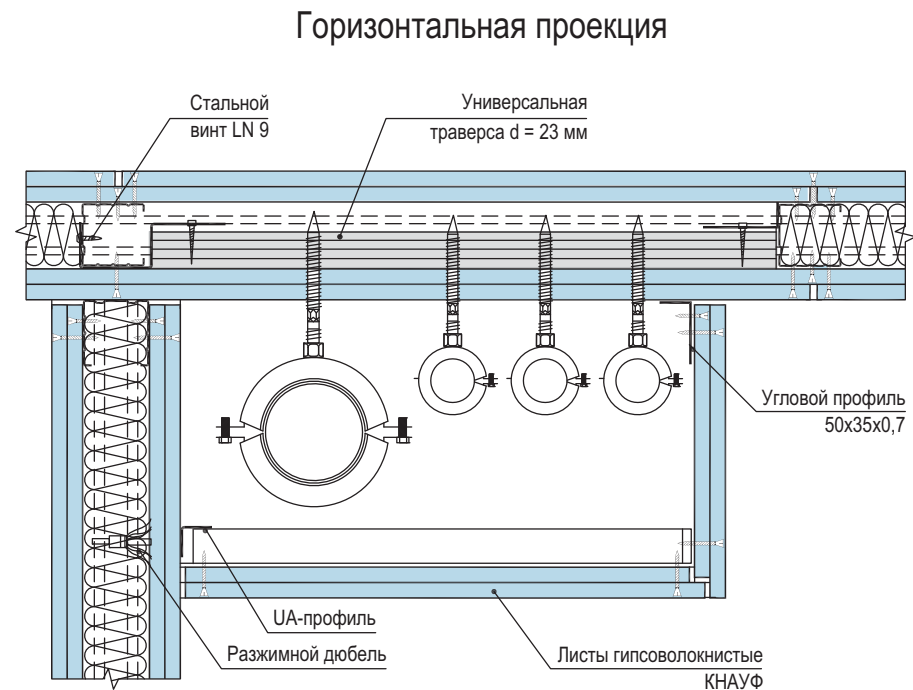 Горизонтальная проекция
Стальной
винт LN 9
Универсальная
траверса d = 23 мм
Угловой профиль
50x35x0,7
UA-профиль
Разжимной дюбель
Листы гипсоволокнистые
КНАУФ